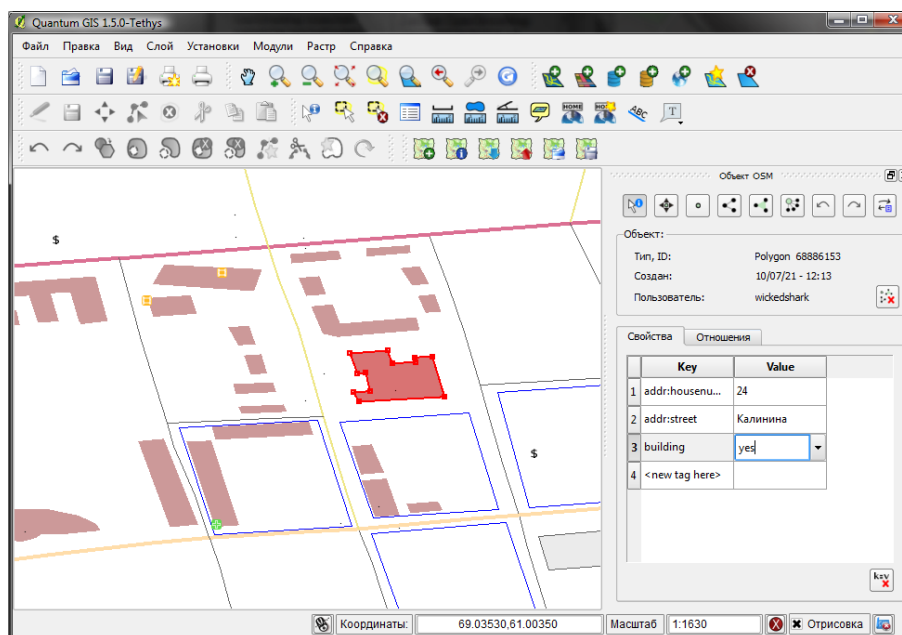 Quantum GIS 1.5.0-Tethys
Файл Правка Вид Слой Установки Модули Растр Справка
Объект OSM
Объект:
Тип, ID: Polygon 68886153
Создан: 10/07/21 - 12:13
Пользователь: wickedshark
Свойства Отношения
Key Value
1 addr:housenu... 24
2 addr:street Калинина
3 building yes
4 <new tag here>
k=v
$
$
HOME
ABC
T
Координаты: 69.03530,61.00350 Масштаб 1:1630 Отрисовка